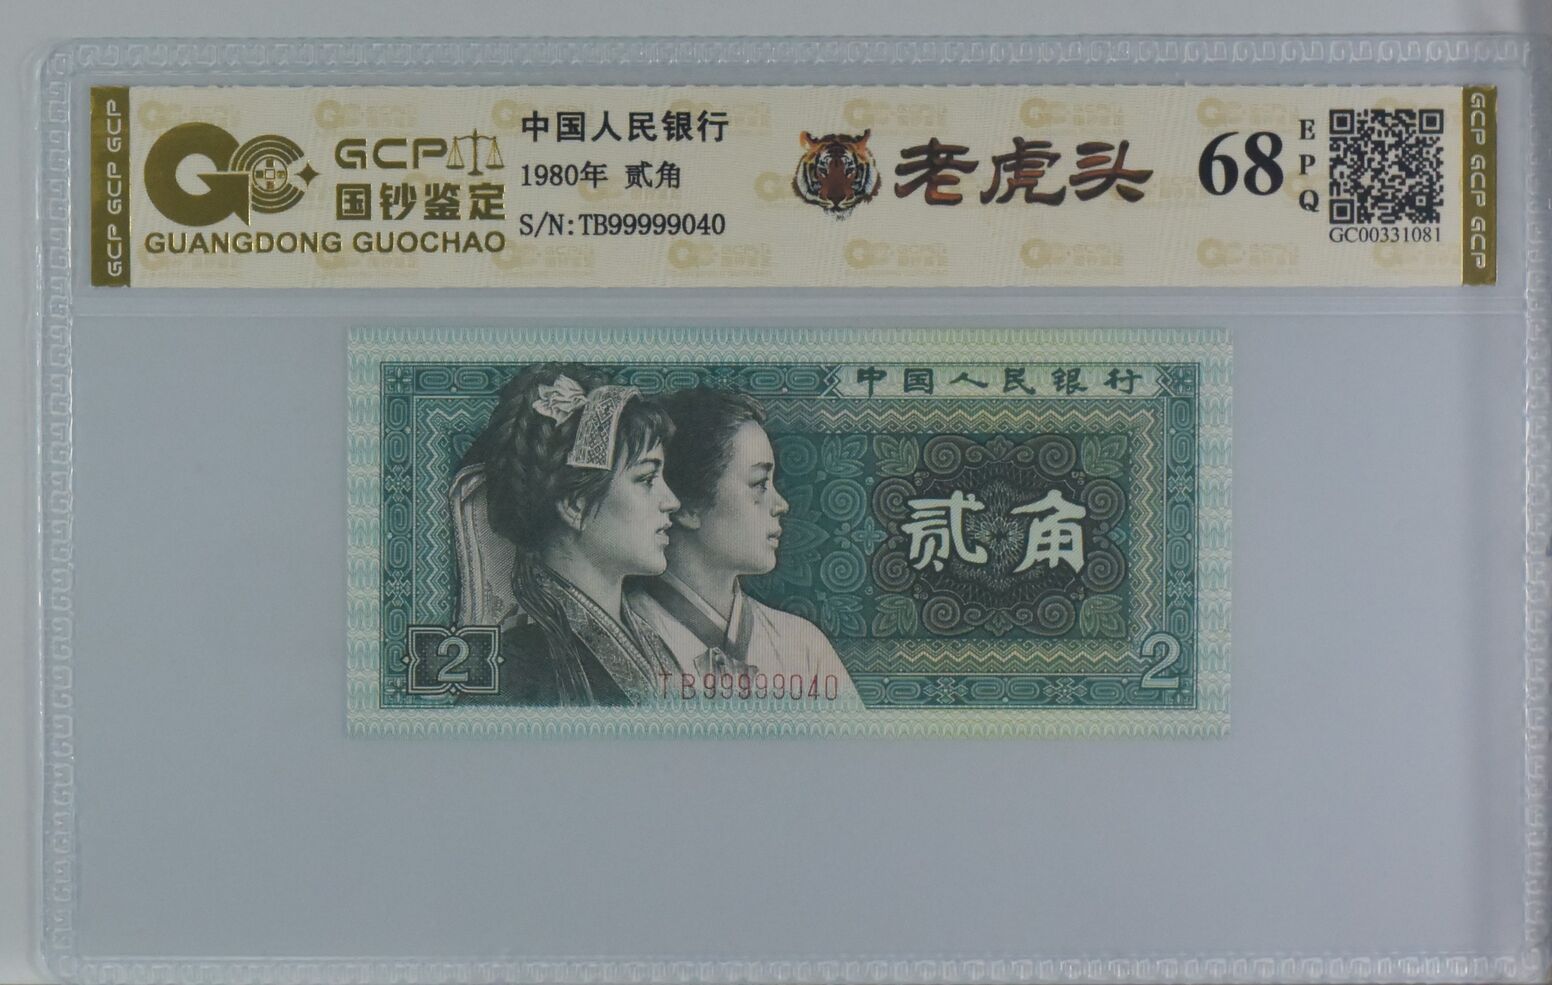 GCP GCP GCP
GCP
国钞鉴定
GUANGDONG GUOCHAO
中国人民银行
1980年 贰角
S/N:TB99999040
老虎头
68
EPQ
GC00331081
GCP GCP GCP
中国人民银行
贰角
2
TB99999040
2